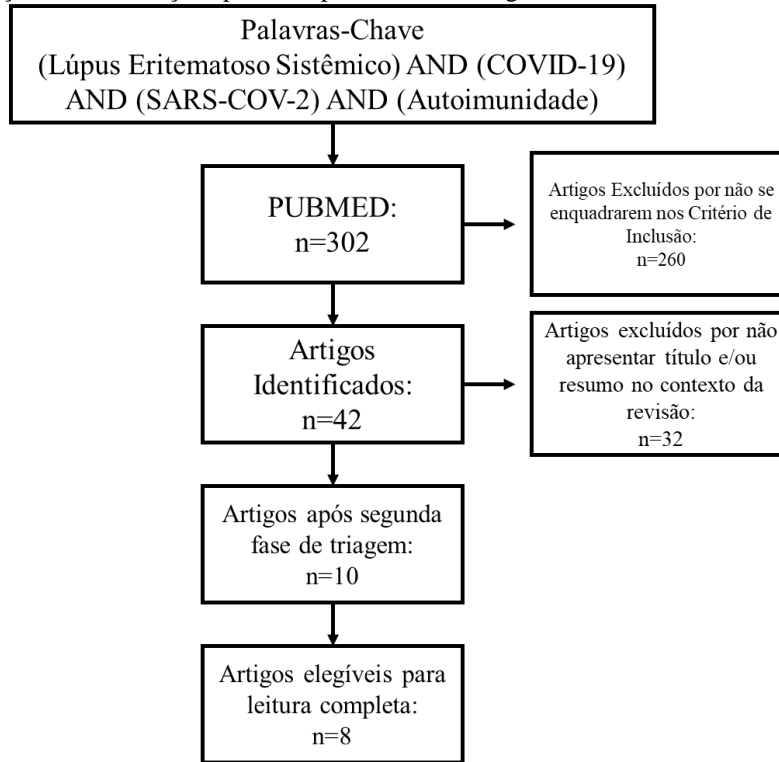 Palavras-Chave
(Lúpus Eritematoso Sistêmico) AND (COVID-19)
AND (SARS-COV-2) AND (Autoimunidade)
PUBMED:
n=302
Artigos Excluídos por não se
enquadrarem nos Critério de
Inclusão:
n=260
Artigos
Identificados:
n=42
Artigos excluídos por não
apresentar título e/ou
resumo no contexto da
revisão:
n=32
Artigos após segunda
fase de triagem:
n=10
Artigos elegíveis para
leitura completa:
n=8